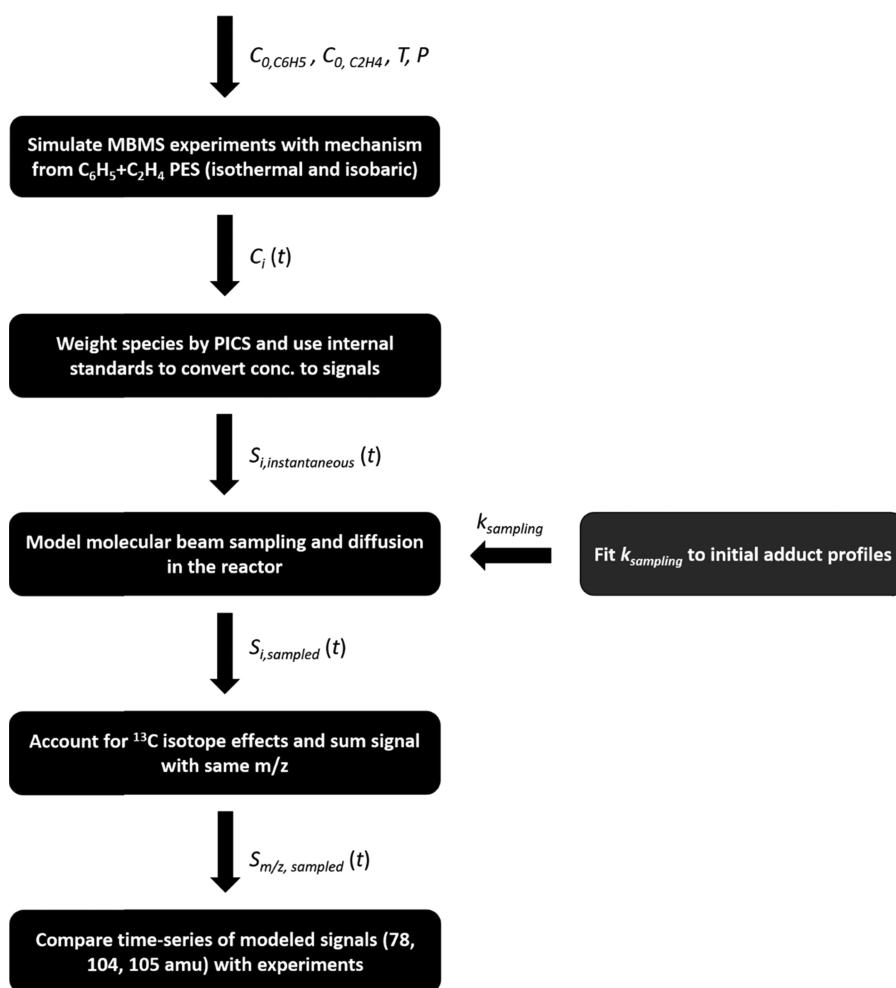 C0,C6H5 , C0, C2H4 , T, P
Simulate MBMS experiments with mechanism
from C6H5+C2H4 PES (isothermal and isobaric)
Ci (t)
Weight species by PICS and use internal
standards to convert conc. to signals
Si,instantaneous (t)
Model molecular beam sampling and diffusion
in the reactor
ksampling
Fit ksampling to initial adduct profiles
Si,sampled (t)
Account for 13C isotope effects and sum signal
with same m/z
Sm/z, sampled (t)
Compare time-series of modeled signals (78,
104, 105 amu) with experiments